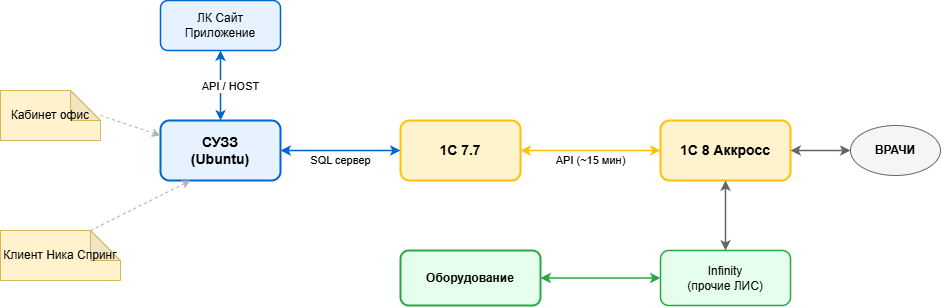 ЛК Сайт
Приложение
API / HOST
Кабинет офис
СУЗЗ
(Ubuntu)
SQL сервер
1С 7.7
API (~15 мин)
1С 8 Аккросс
ВРАЧИ
Клиент Ника Спринг
Оборудование
Infinity
(прочие ЛИС)